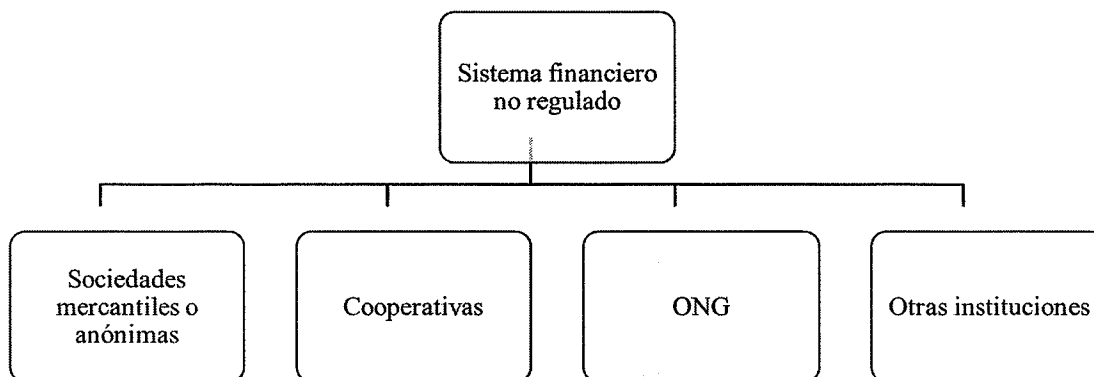 Sistema financiero
no regulado
Sociedades
mercantiles o
anónimas
Cooperativas
ONG
Otras instituciones